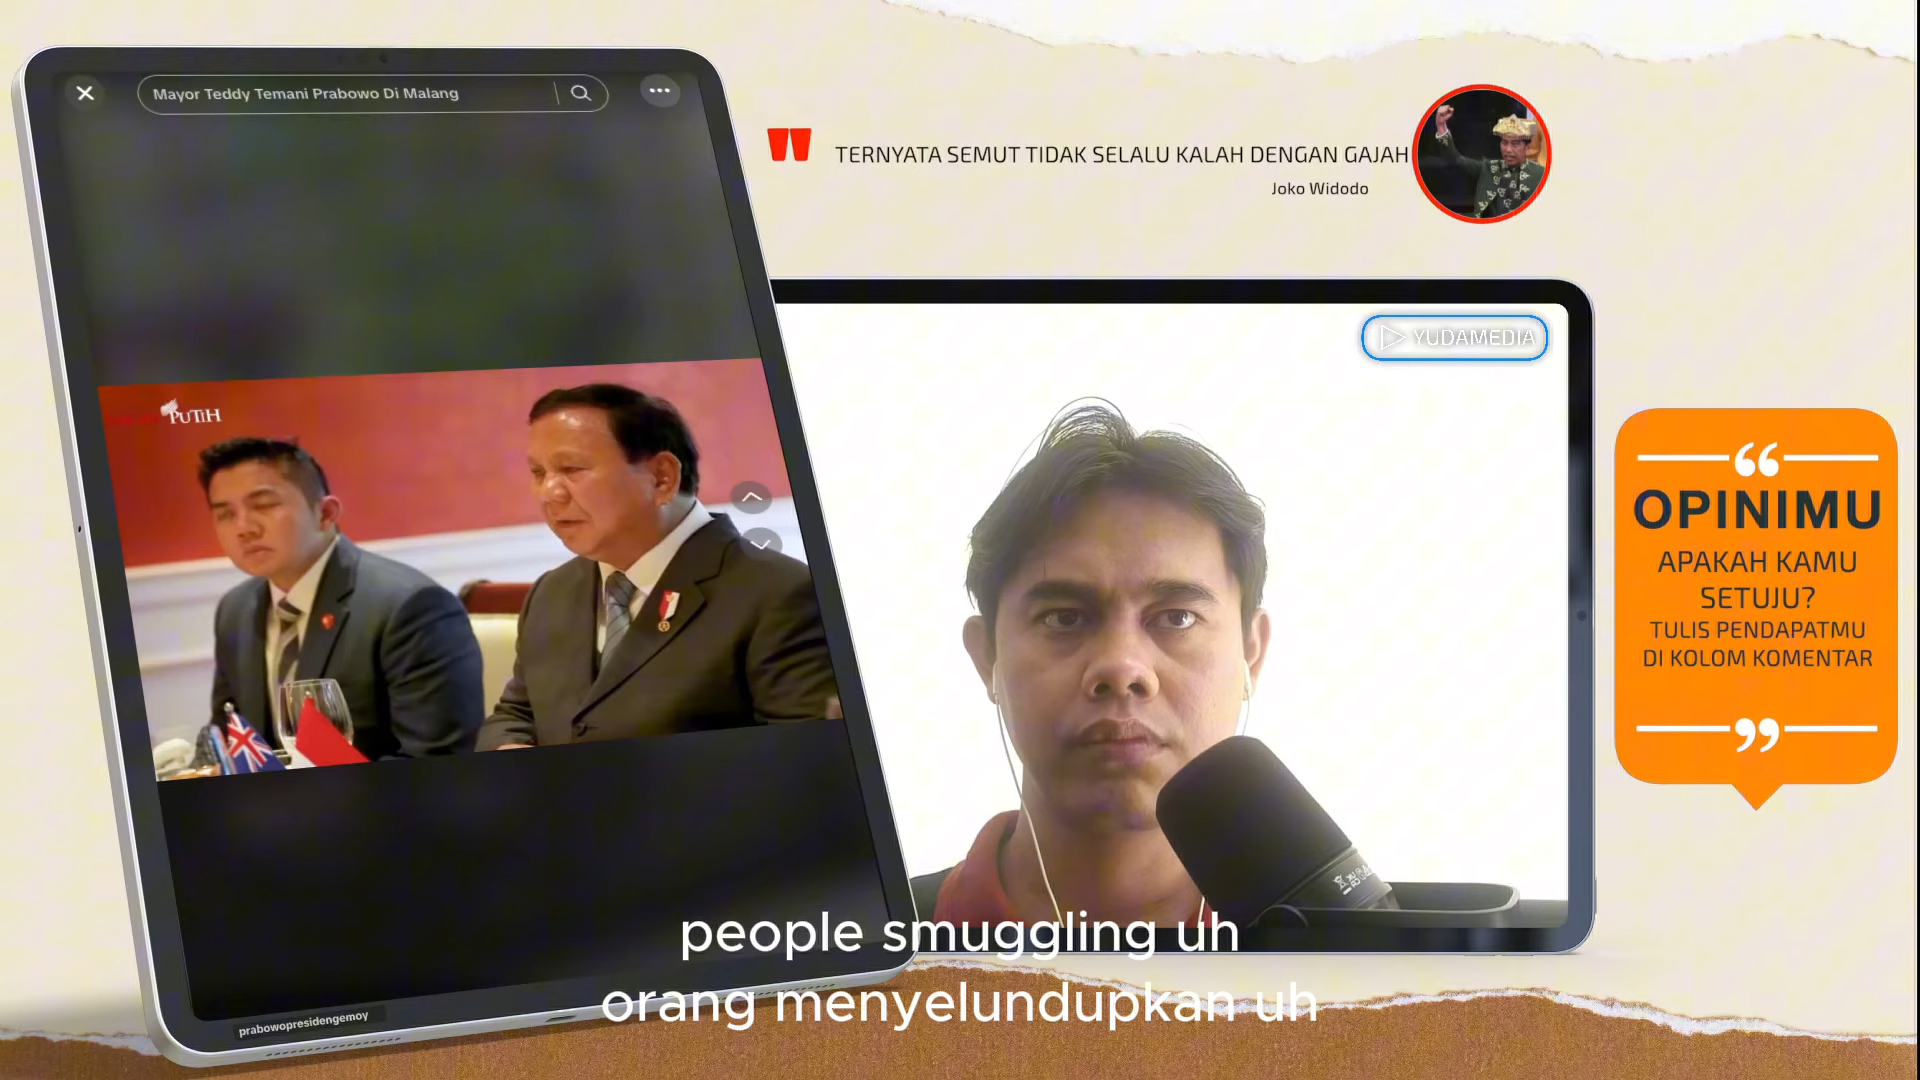 Mayor Teddy Temani Prabowo Di Malang
TERNYATA SEMUT TIDAK SELALU KALAH DENGAN GAJAH
Joko Widodo
YUDAMEDIA
PUTIH
OPINIMU
APAKAH KAMU
SETUJU?
TULIS PENDAPATMU
DI KOLOM KOMENTAR
people smuggling uh
orang menyelundupkan uh
prabowopresidengemoy